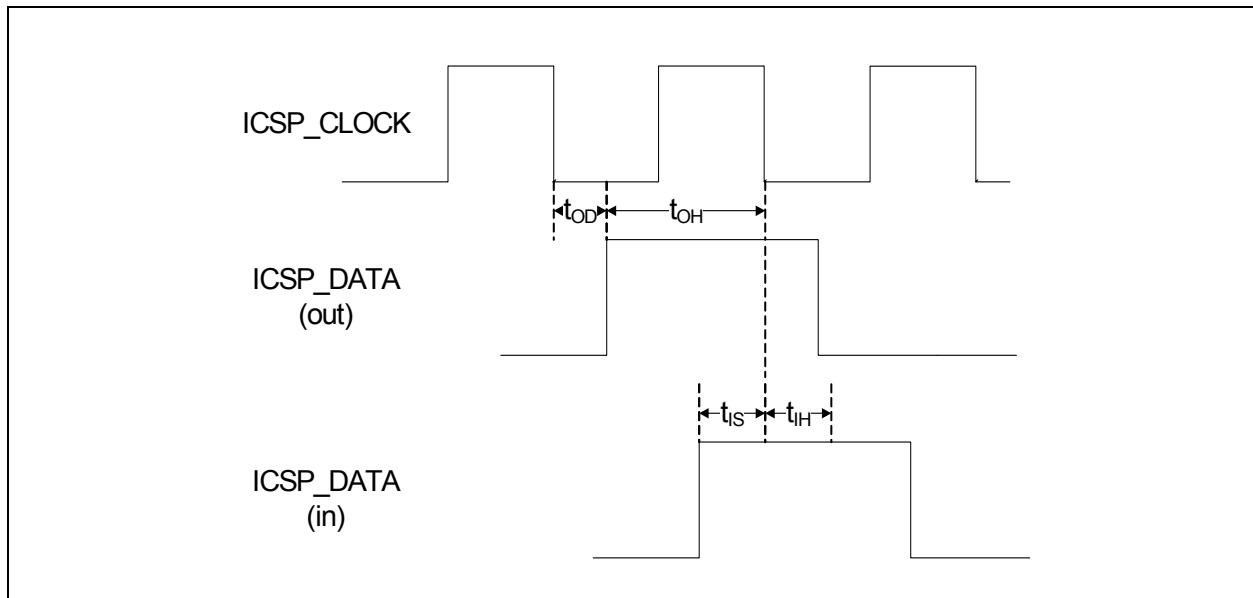 ICSP_CLOCK
tOD
tOH
ICSP_DATA
(out)
tIS
tIH
ICSP_DATA
(in)